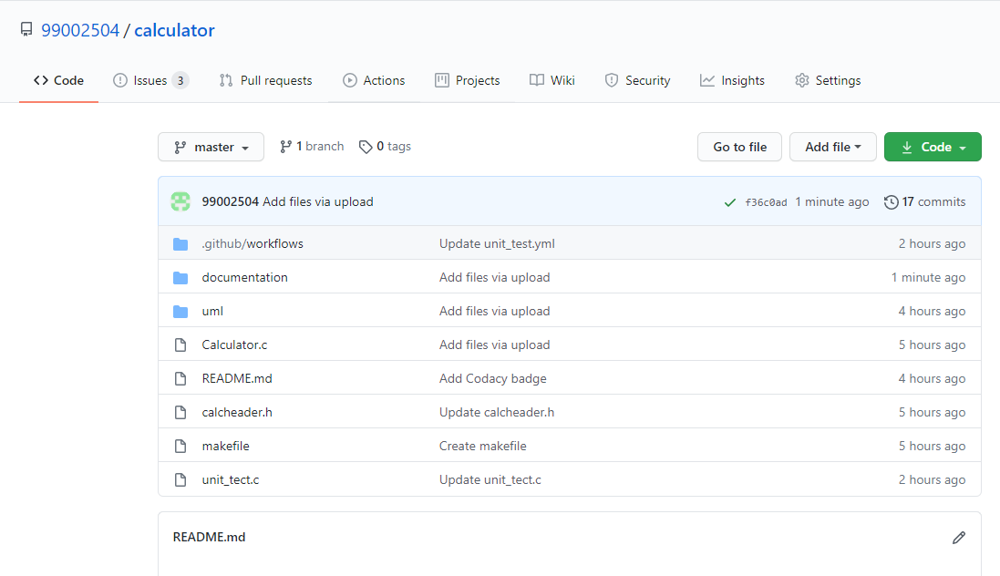 99002504 / calculator
Code Issues 3 Pull requests Actions Projects Wiki Security Insights Settings
master 1 branch 0 tags Go to file Add file Code
99002504 Add files via upload f36c0ad 1 minute ago 17 commits
.github/workflows Update unit_test.yml 2 hours ago
documentation Add files via upload 1 minute ago
uml Add files via upload 4 hours ago
Calculator.c Add files via upload 5 hours ago
README.md Add Codacy badge 4 hours ago
calcheader.h Update calcheader.h 5 hours ago
makefile Create makefile 5 hours ago
unit_tect.c Update unit_tect.c 2 hours ago
README.md